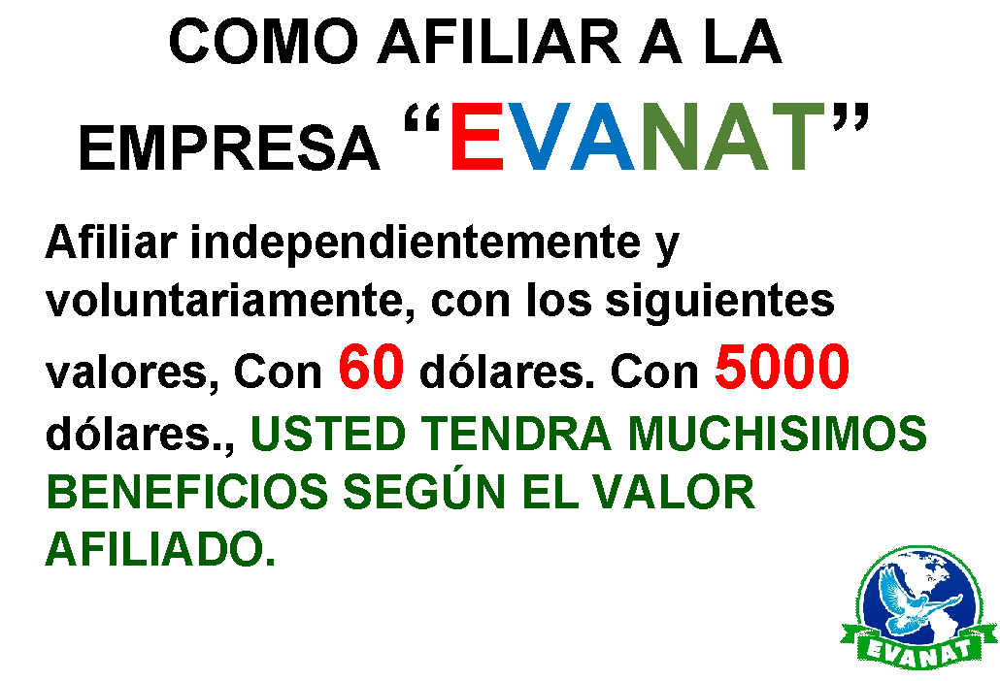 COMO AFILIAR A LA
EMPRESA “EVANAT”
Afiliar independientemente y
voluntariamente, con los siguientes
valores, Con 60 dólares. Con 5000
dólares., USTED TENDRA MUCHISIMOS
BENEFICIOS SEGÚN EL VALOR
AFILIADO.
EVANAT